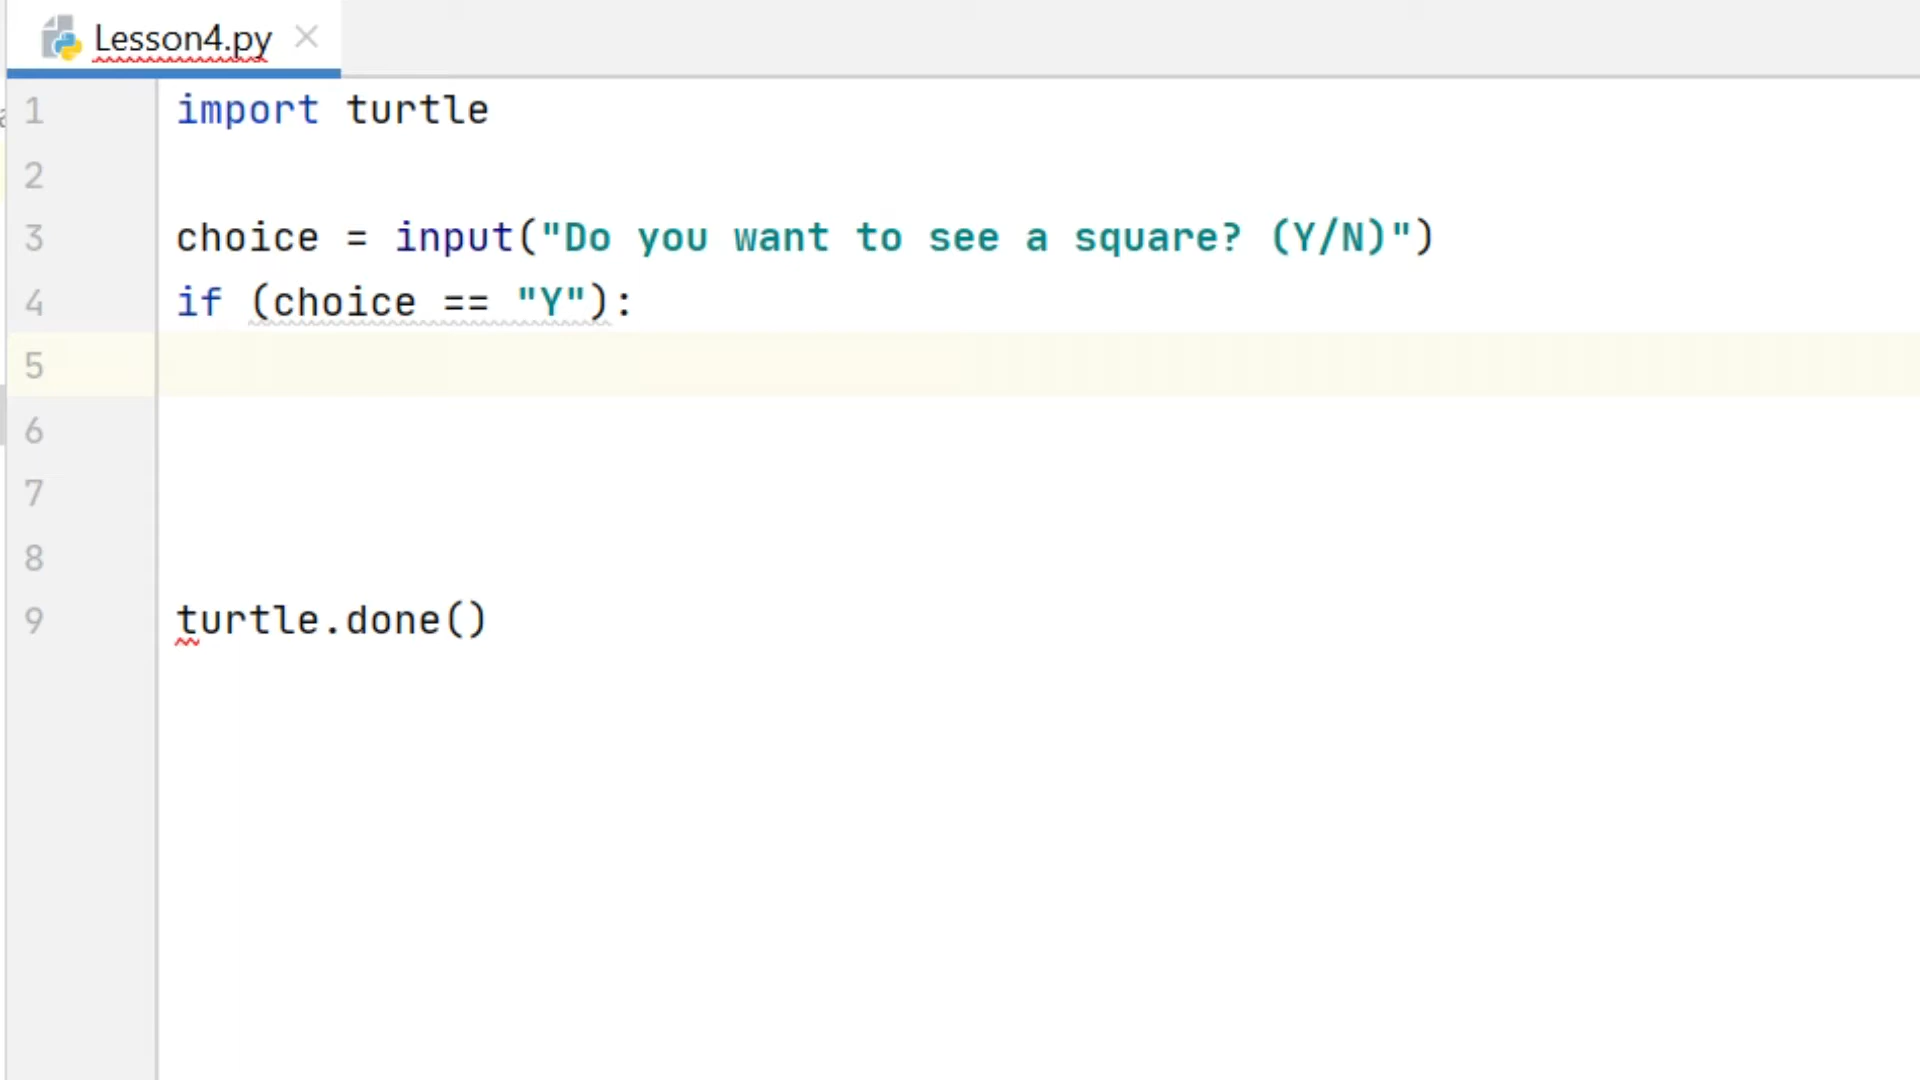 Lesson4.py
1 import turtle
2
3 choice = input("Do you want to see a square? (Y/N)")
4 if (choice == "Y"):
5
6
7
8
9 turtle.done()